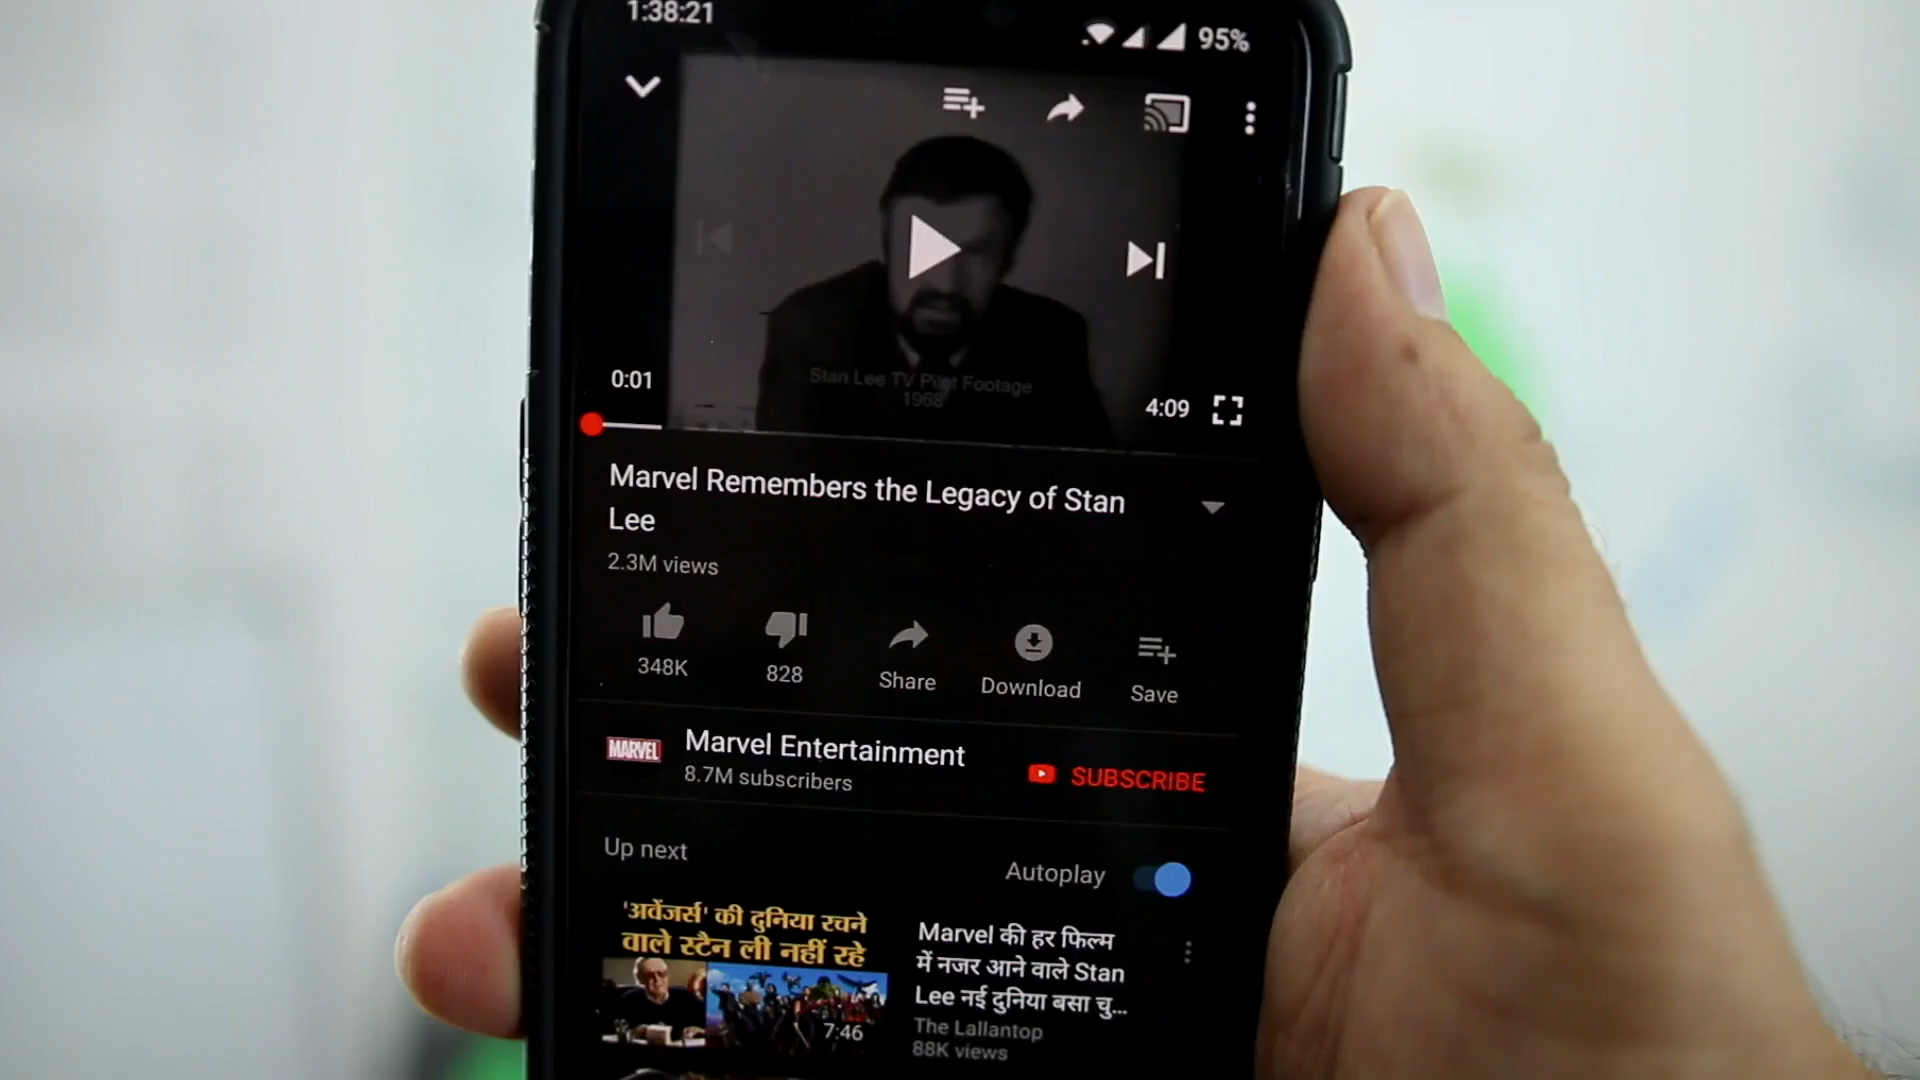 1:38:21
95%
Stan Lee TV Pilot Footage
1968
0:01
4:09
Marvel Remembers the Legacy of Stan
Lee
2.3M views
348K
828
Share
Download
Save
MARVEL
Marvel Entertainment
8.7M subscribers
SUBSCRIBE
Up next
Autoplay
'अवेंजर्स' की दुनिया रचने
वाले स्टैन ली नहीं रहे
7:46
Marvel की हर फिल्म
में नजर आने वाले Stan
Lee नई दुनिया बसा चु...
The Lallantop
88K views